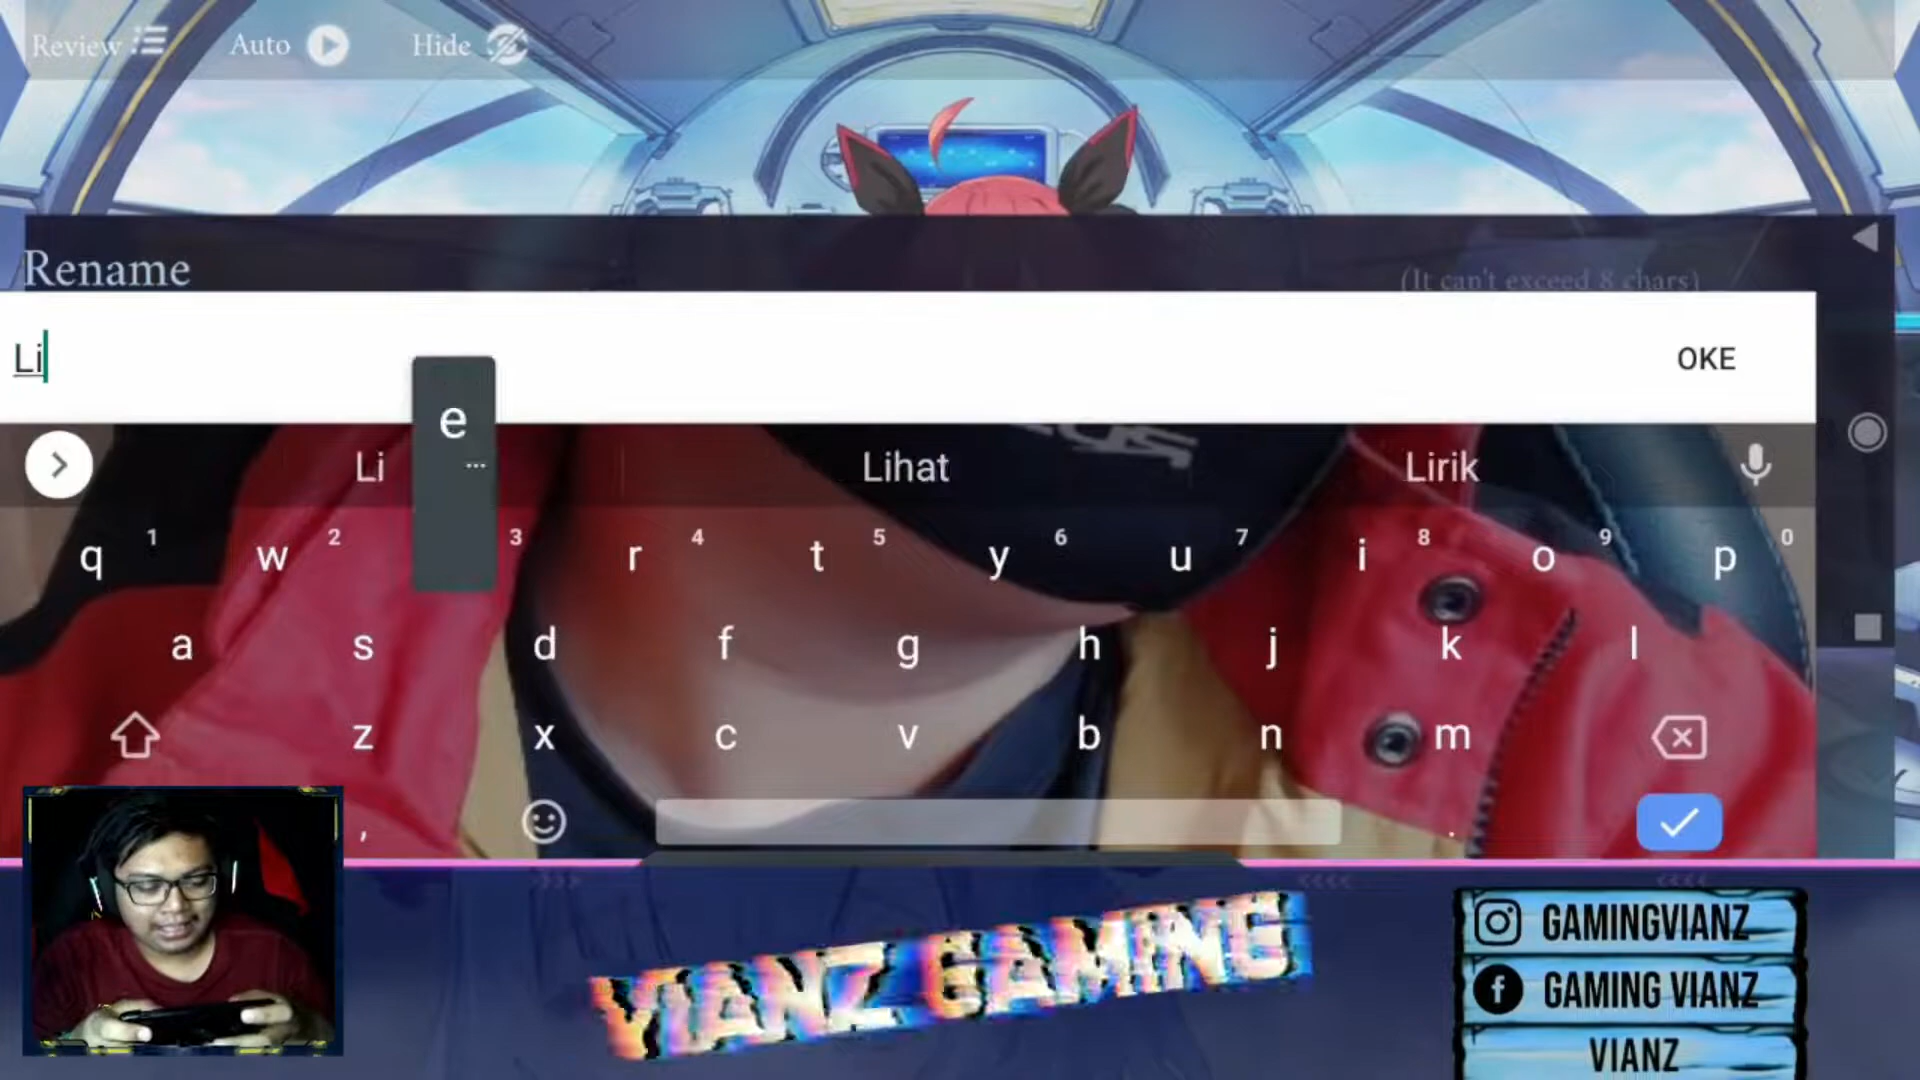 Review Auto Hide
Rename (It can't exceed 8 chars)
Li OKE
e
...
Li Lihat Lirik
1 2 3 4 5 6 7 8 9 0
q w r t y u i o p
a s d f g h j k l
z x c v b n m
, .
VIANZ GAMING
GAMINGVIANZ
GAMING VIANZ
VIANZ